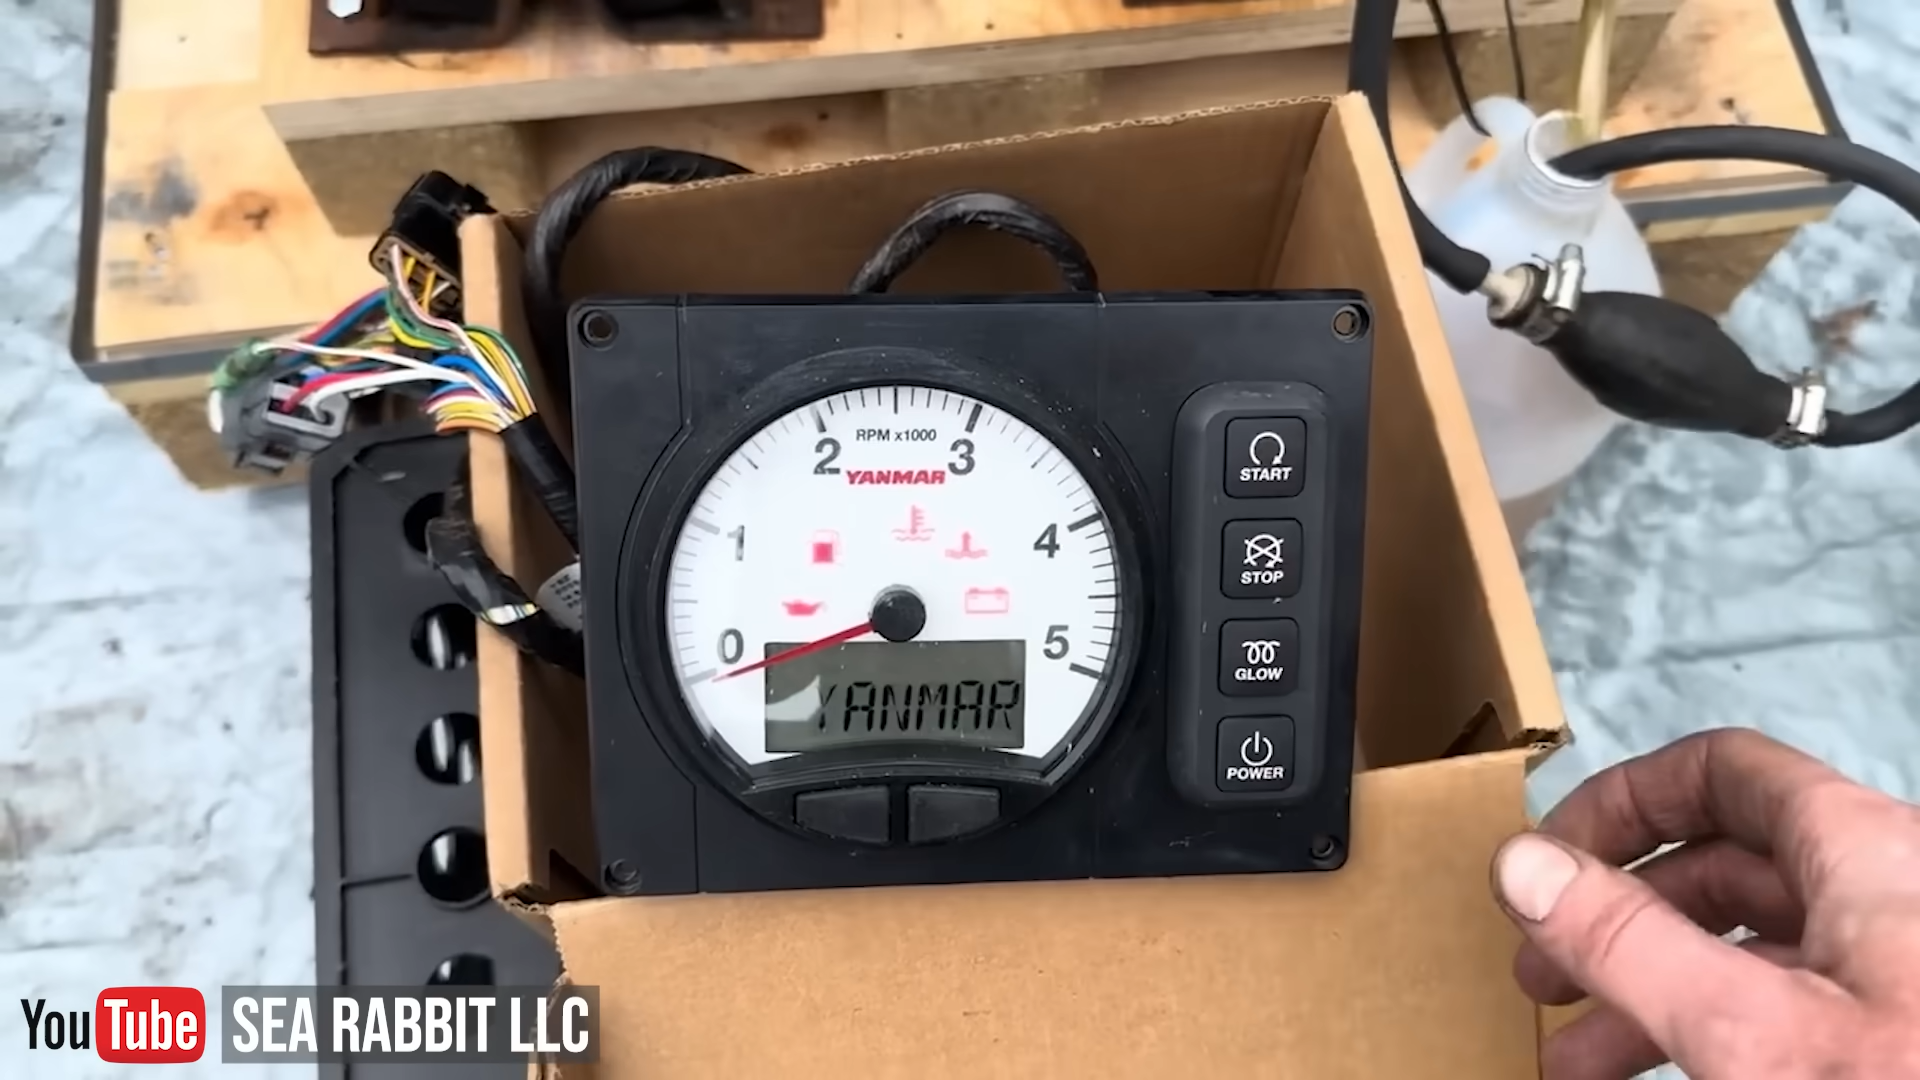 2
RPM x1000
3
YANMAR
1
4
0
5
YANMAR
START
STOP
GLOW
POWER
YouTube SEA RABBIT LLC